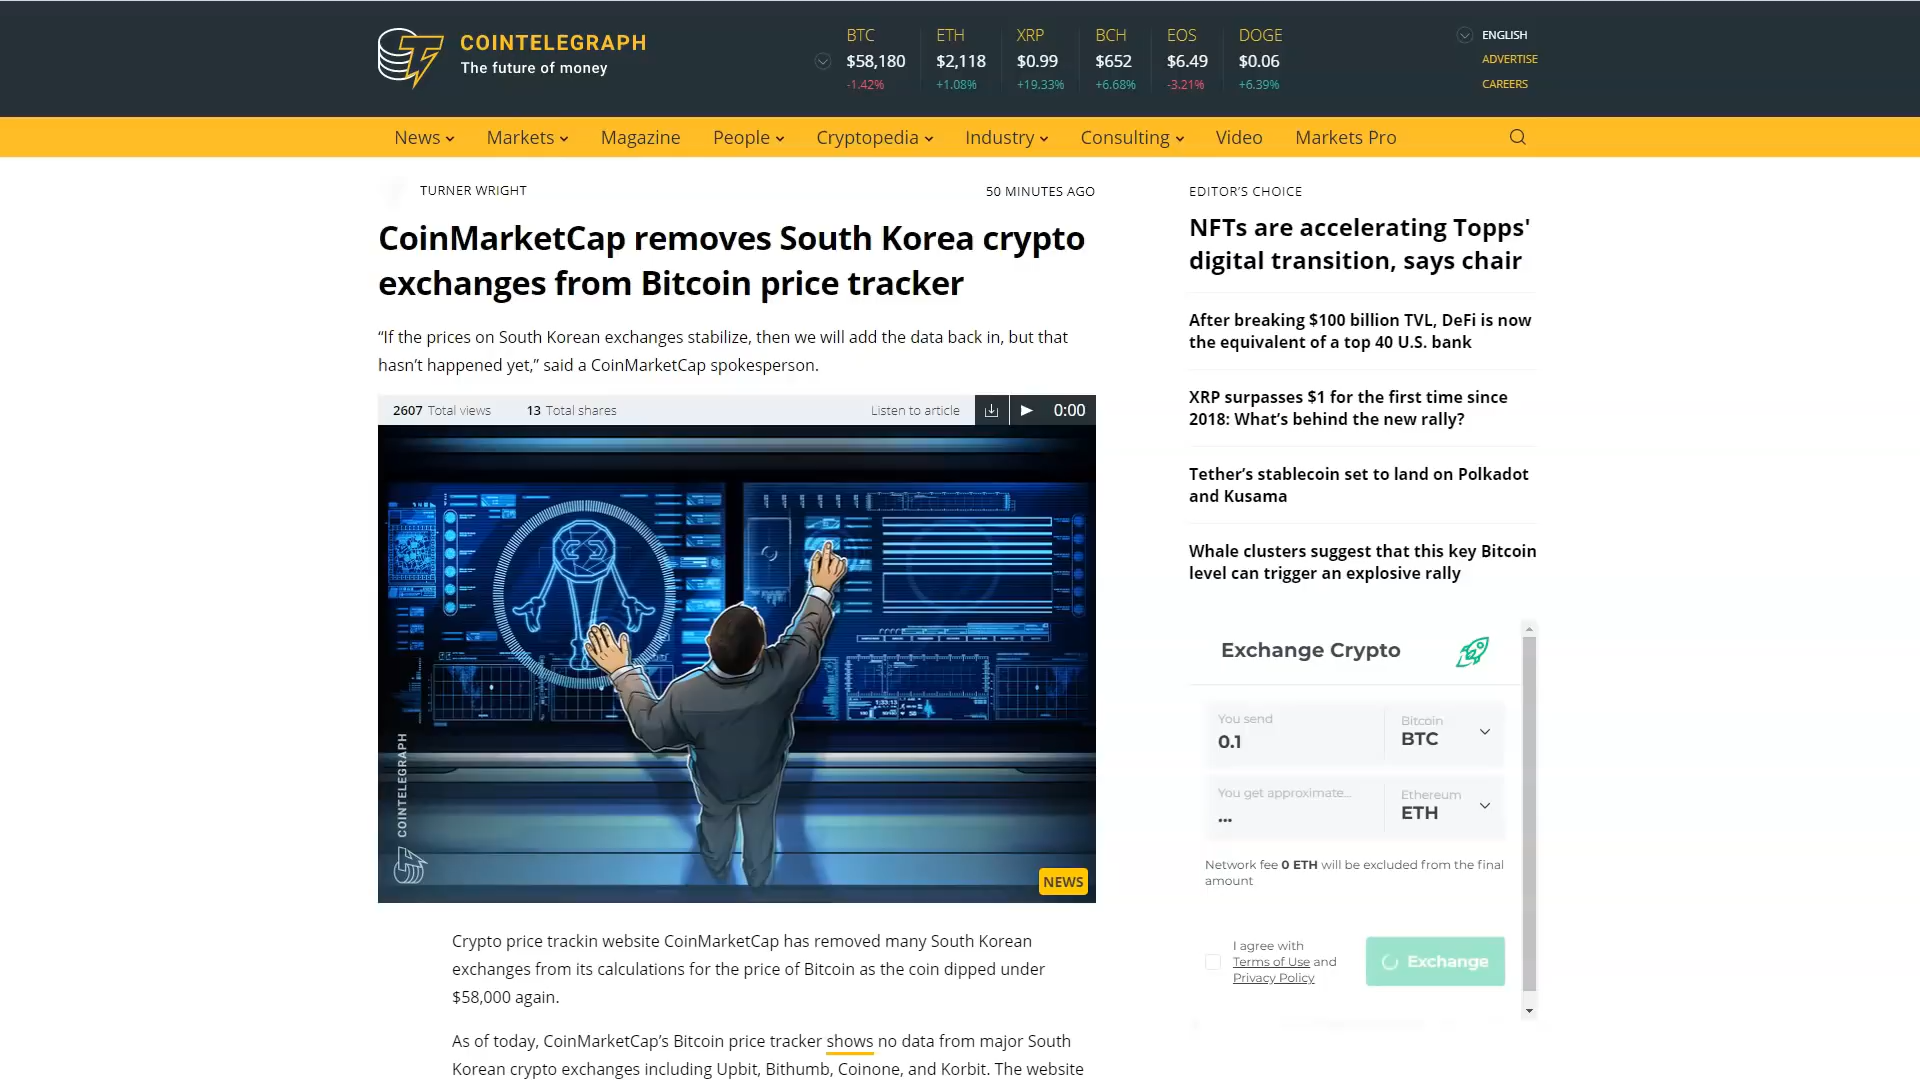 COINTELEGRAPH
The future of money
BTC ETH XRP BCH EOS DOGE
$58,180 $2,118 $0.99 $652 $6.49 $0.06
-1.42% +1.08% +19.33% +6.68% -3.21% +6.39%
ENGLISH
ADVERTISE
CAREERS
News Markets Magazine People Cryptopedia Industry Consulting Video Markets Pro
TURNER WRIGHT
50 MINUTES AGO
CoinMarketCap removes South Korea crypto
exchanges from Bitcoin price tracker
“If the prices on South Korean exchanges stabilize, then we will add the data back in, but that
hasn’t happened yet,” said a CoinMarketCap spokesperson.
2607 Total views 13 Total shares Listen to article 0:00
COINTELEGRAPH
NEWS
Crypto price trackin website CoinMarketCap has removed many South Korean
exchanges from its calculations for the price of Bitcoin as the coin dipped under
$58,000 again.
As of today, CoinMarketCap’s Bitcoin price tracker shows no data from major South
Korean crypto exchanges including Upbit, Bithumb, Coinone, and Korbit. The website
EDITOR’S CHOICE
NFTs are accelerating Topps'
digital transition, says chair
After breaking $100 billion TVL, DeFi is now
the equivalent of a top 40 U.S. bank
XRP surpasses $1 for the first time since
2018: What’s behind the new rally?
Tether’s stablecoin set to land on Polkadot
and Kusama
Whale clusters suggest that this key Bitcoin
level can trigger an explosive rally
Exchange Crypto
You send
0.1
Bitcoin
BTC
You get approximate...
...
Ethereum
ETH
Network fee 0 ETH will be excluded from the final
amount
I agree with
Terms of Use and
Privacy Policy
Exchange